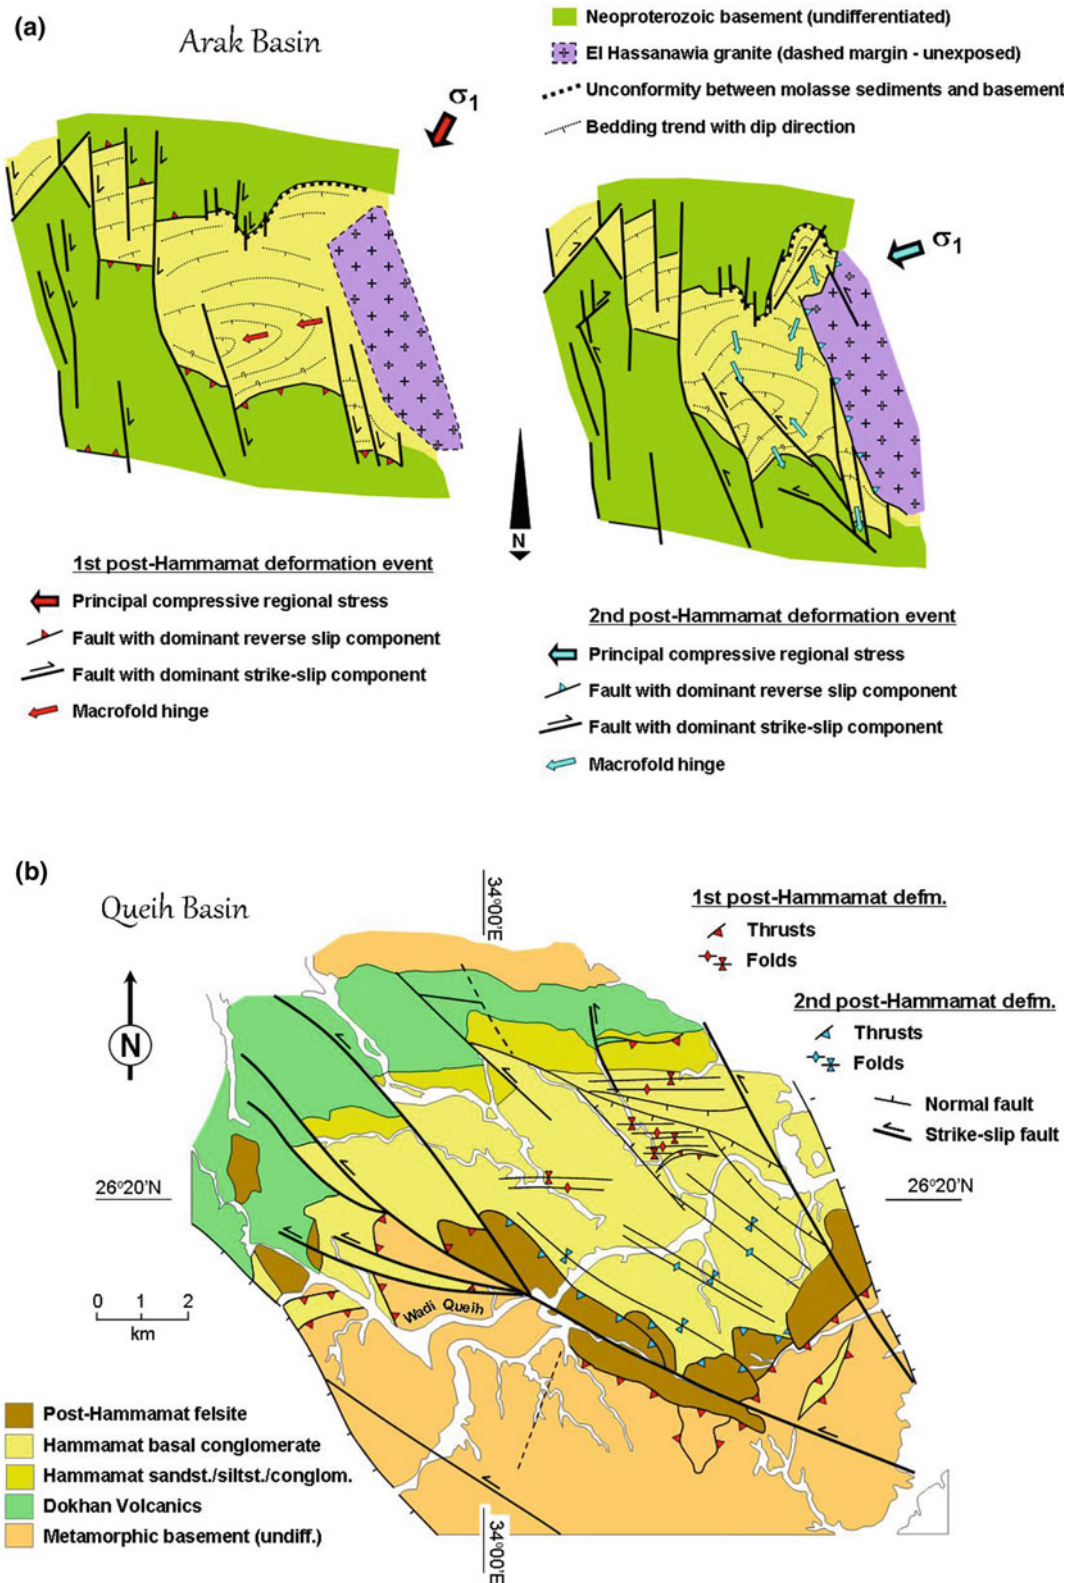 (a)
Arak Basin
Neoproterozoic basement (undifferentiated)
El Hassanawia granite (dashed margin - unexposed)
Unconformity between molasse sediments and basement
Bedding trend with dip direction
σ1
σ1
N
1st post-Hammamat deformation event
Principal compressive regional stress
Fault with dominant reverse slip component
Fault with dominant strike-slip component
Macrofold hinge
2nd post-Hammamat deformation event
Principal compressive regional stress
Fault with dominant reverse slip component
Fault with dominant strike-slip component
Macrofold hinge
(b)
Queih Basin
34°00'E
1st post-Hammamat defm.
Thrusts
Folds
2nd post-Hammamat defm.
Thrusts
Folds
Normal fault
Strike-slip fault
N
26°20'N
26°20'N
0 1 2
km
Wadi Queih
Post-Hammamat felsite
Hammamat basal conglomerate
Hammamat sandst./siltst./conglom.
Dokhan Volcanics
Metamorphic basement (undiff.)
34°00'E